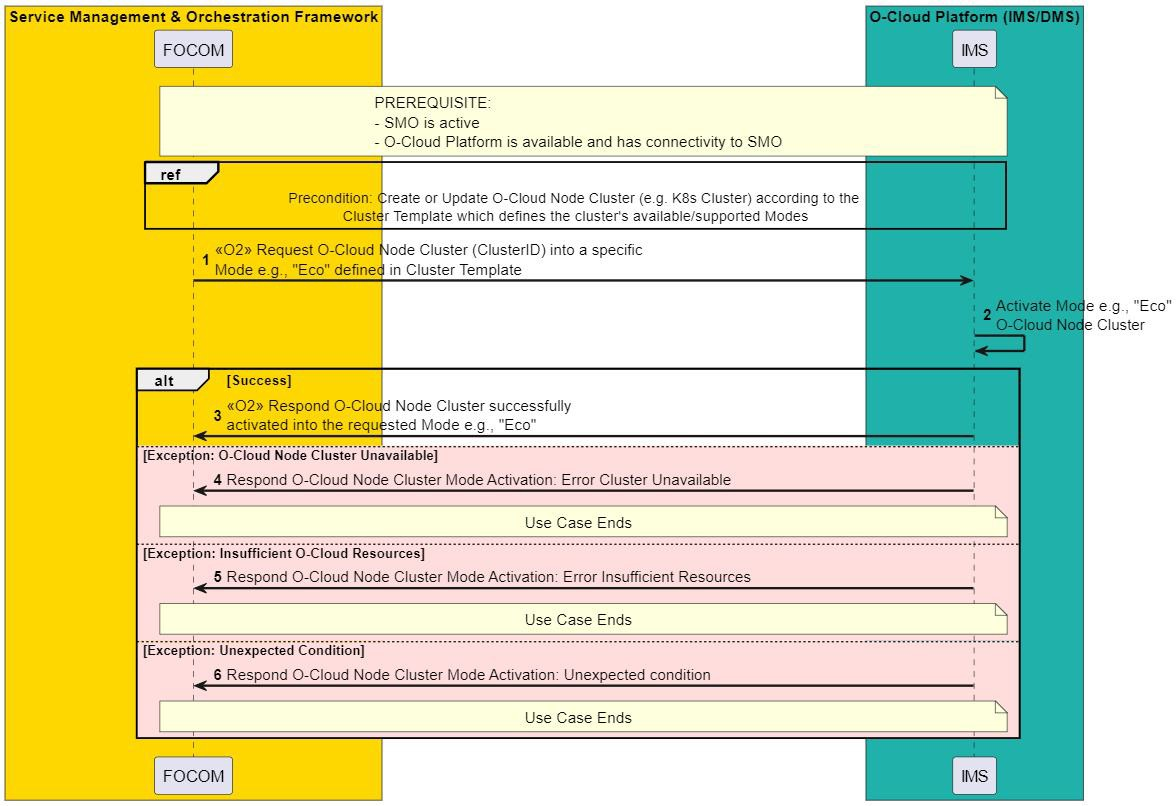 Service Management & Orchestration Framework
O-Cloud Platform (IMS/DMS)
FOCOM
IMS
PREREQUISITE:
- SMO is active
- O-Cloud Platform is available and has connectivity to SMO
ref
Precondition: Create or Update O-Cloud Node Cluster (e.g. K8s Cluster) according to the
Cluster Template which defines the cluster's available/supported Modes
1 «O2» Request O-Cloud Node Cluster (ClusterID) into a specific
Mode e.g., "Eco" defined in Cluster Template
2 Activate Mode e.g., "Eco"
O-Cloud Node Cluster
alt [Success]
3 «O2» Respond O-Cloud Node Cluster successfully
activated into the requested Mode e.g., "Eco"
[Exception: O-Cloud Node Cluster Unavailable]
4 Respond O-Cloud Node Cluster Mode Activation: Error Cluster Unavailable
Use Case Ends
[Exception: Insufficient O-Cloud Resources]
5 Respond O-Cloud Node Cluster Mode Activation: Error Insufficient Resources
Use Case Ends
[Exception: Unexpected Condition]
6 Respond O-Cloud Node Cluster Mode Activation: Unexpected condition
Use Case Ends
FOCOM
IMS